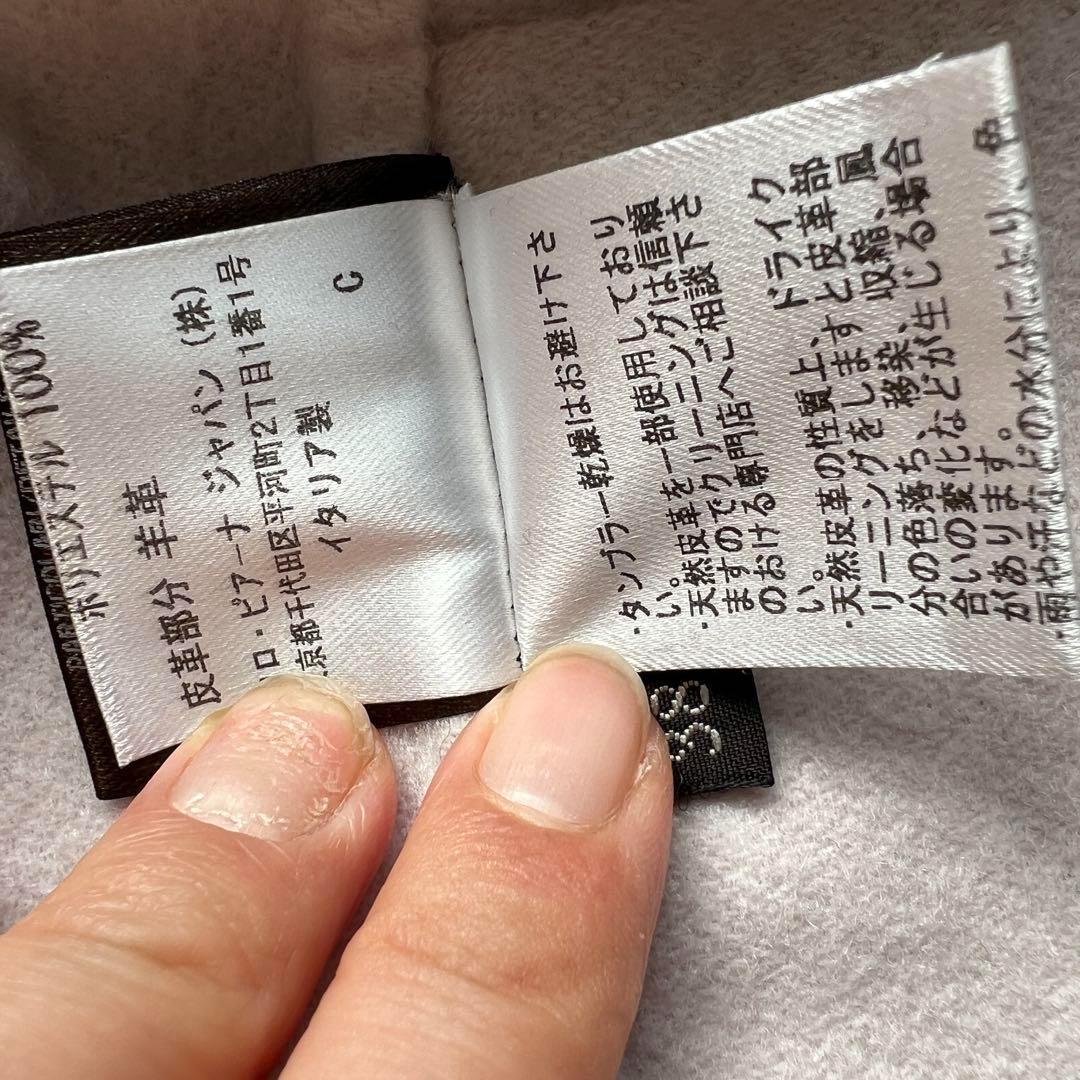 ポリエステル 100%
皮革部分 羊革
ロ・ピアーナ ジャパン (株)
京都千代田区平河町2丁目1番1号
イタリア製
C
・タンブラー乾燥はお避け下さ
い。
・天然皮革を一部使用しており
ますのでクリーニングは信頼
のおける専門店へご相談下さ
い。
・天然皮革の性質上、ドライク
リーニングをしますと皮革部
分の色落ち、移染、収縮、風
合いの変化などが生じる場合
があります。
・雨や汗などの水分により、色
38